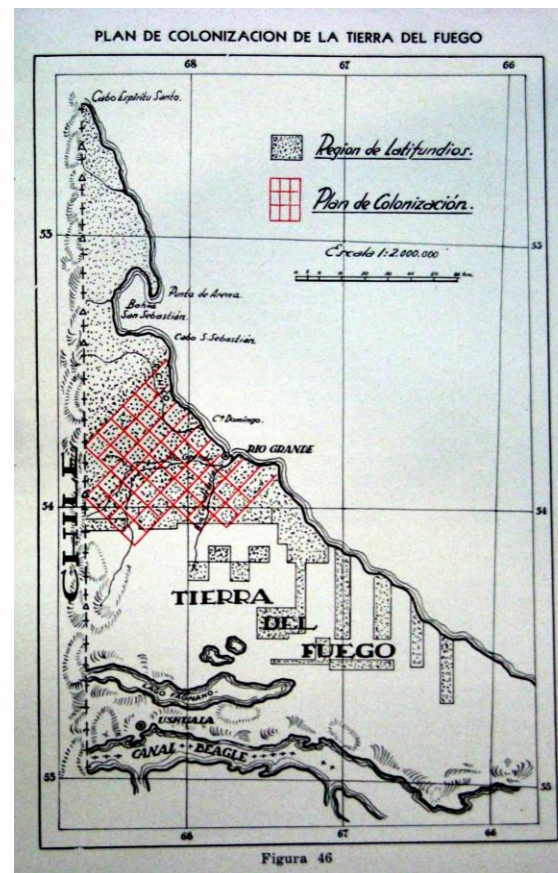 PLAN DE COLONIZACION DE LA TIERRA DEL FUEGO
68 67 66
Cabo Espíritu Santo.
Region de Latifundios.
Plan de Colonización.
53 53
Escala 1:2.000.000
Punta de Arena.
Bahía
San Sebastián.
Cabo S. Sebastián.
Co Domingo.
RIO GRANDE
CHILE
54 54
TIERRA
DEL
FUEGO
LAGO FAGNANO.
USHUAIA
CANAL BEAGLE
55 55
68 67 66
Figura 46